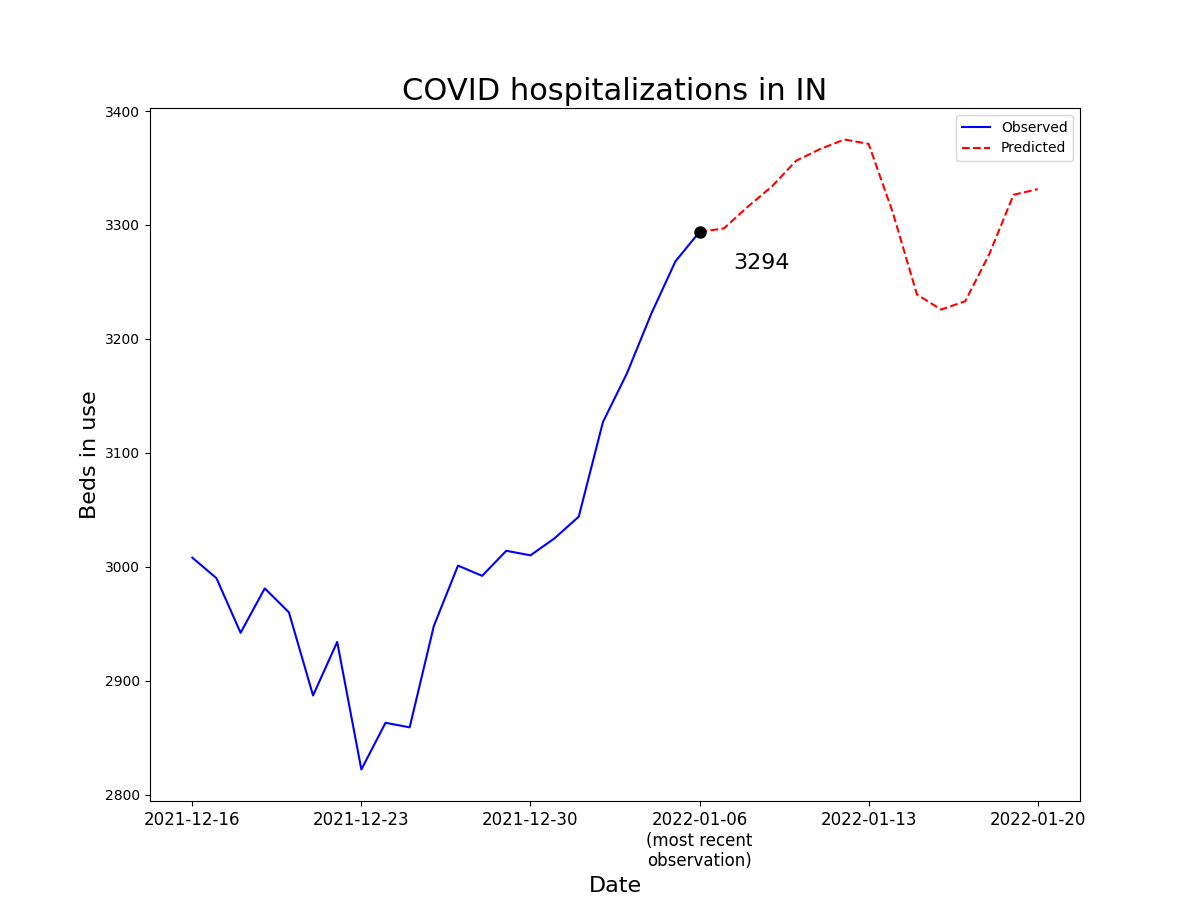 COVID hospitalizations in IN
3400
3300
3200
3100
3000
2900
2800
Beds in use
Observed
Predicted
3294
2021-12-16 2021-12-23 2021-12-30 2022-01-06 2022-01-13 2022-01-20
(most recent
observation)
Date